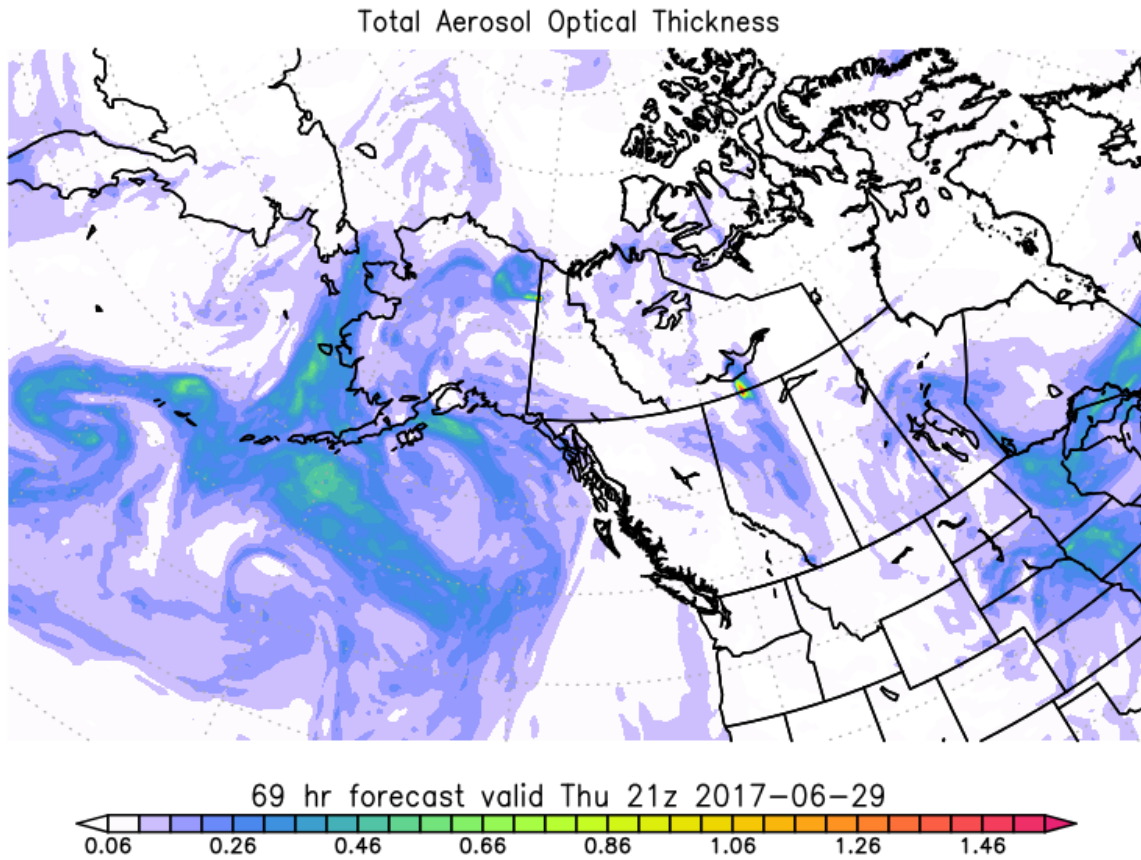 Total Aerosol Optical Thickness
69 hr forecast valid Thu 21z 2017-06-29
0.06 0.26 0.46 0.66 0.86 1.06 1.26 1.46